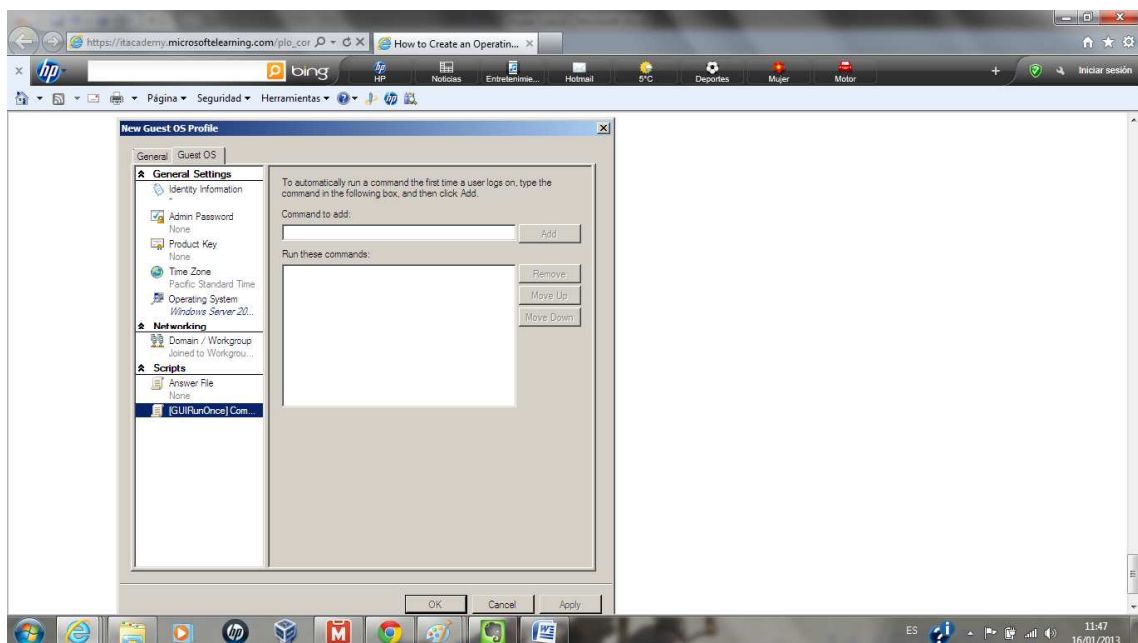 https://itacademy.microsoftelearning.com/plo_cor
How to Create an Operatin...
hp
bing
HP
Noticias
Entretenimie...
Hotmail
5°C
Deportes
Mujer
Motor
Iniciar sesión
Página Seguridad Herramientas
New Guest OS Profile
General Guest OS
General Settings
Identity Information
*
Admin Password
None
Product Key
None
Time Zone
Pacific Standard Time
Operating System
Windows Server 20...
Networking
Domain / Workgroup
Joined to Workgrou...
Scripts
Answer File
None
[GUIRunOnce] Com...
To automatically run a command the first time a user logs on, type the
command in the following box, and then click Add.
Command to add:
Add
Run these commands:
Remove
Move Up
Move Down
OK Cancel Apply
ES
11:47
16/01/2013